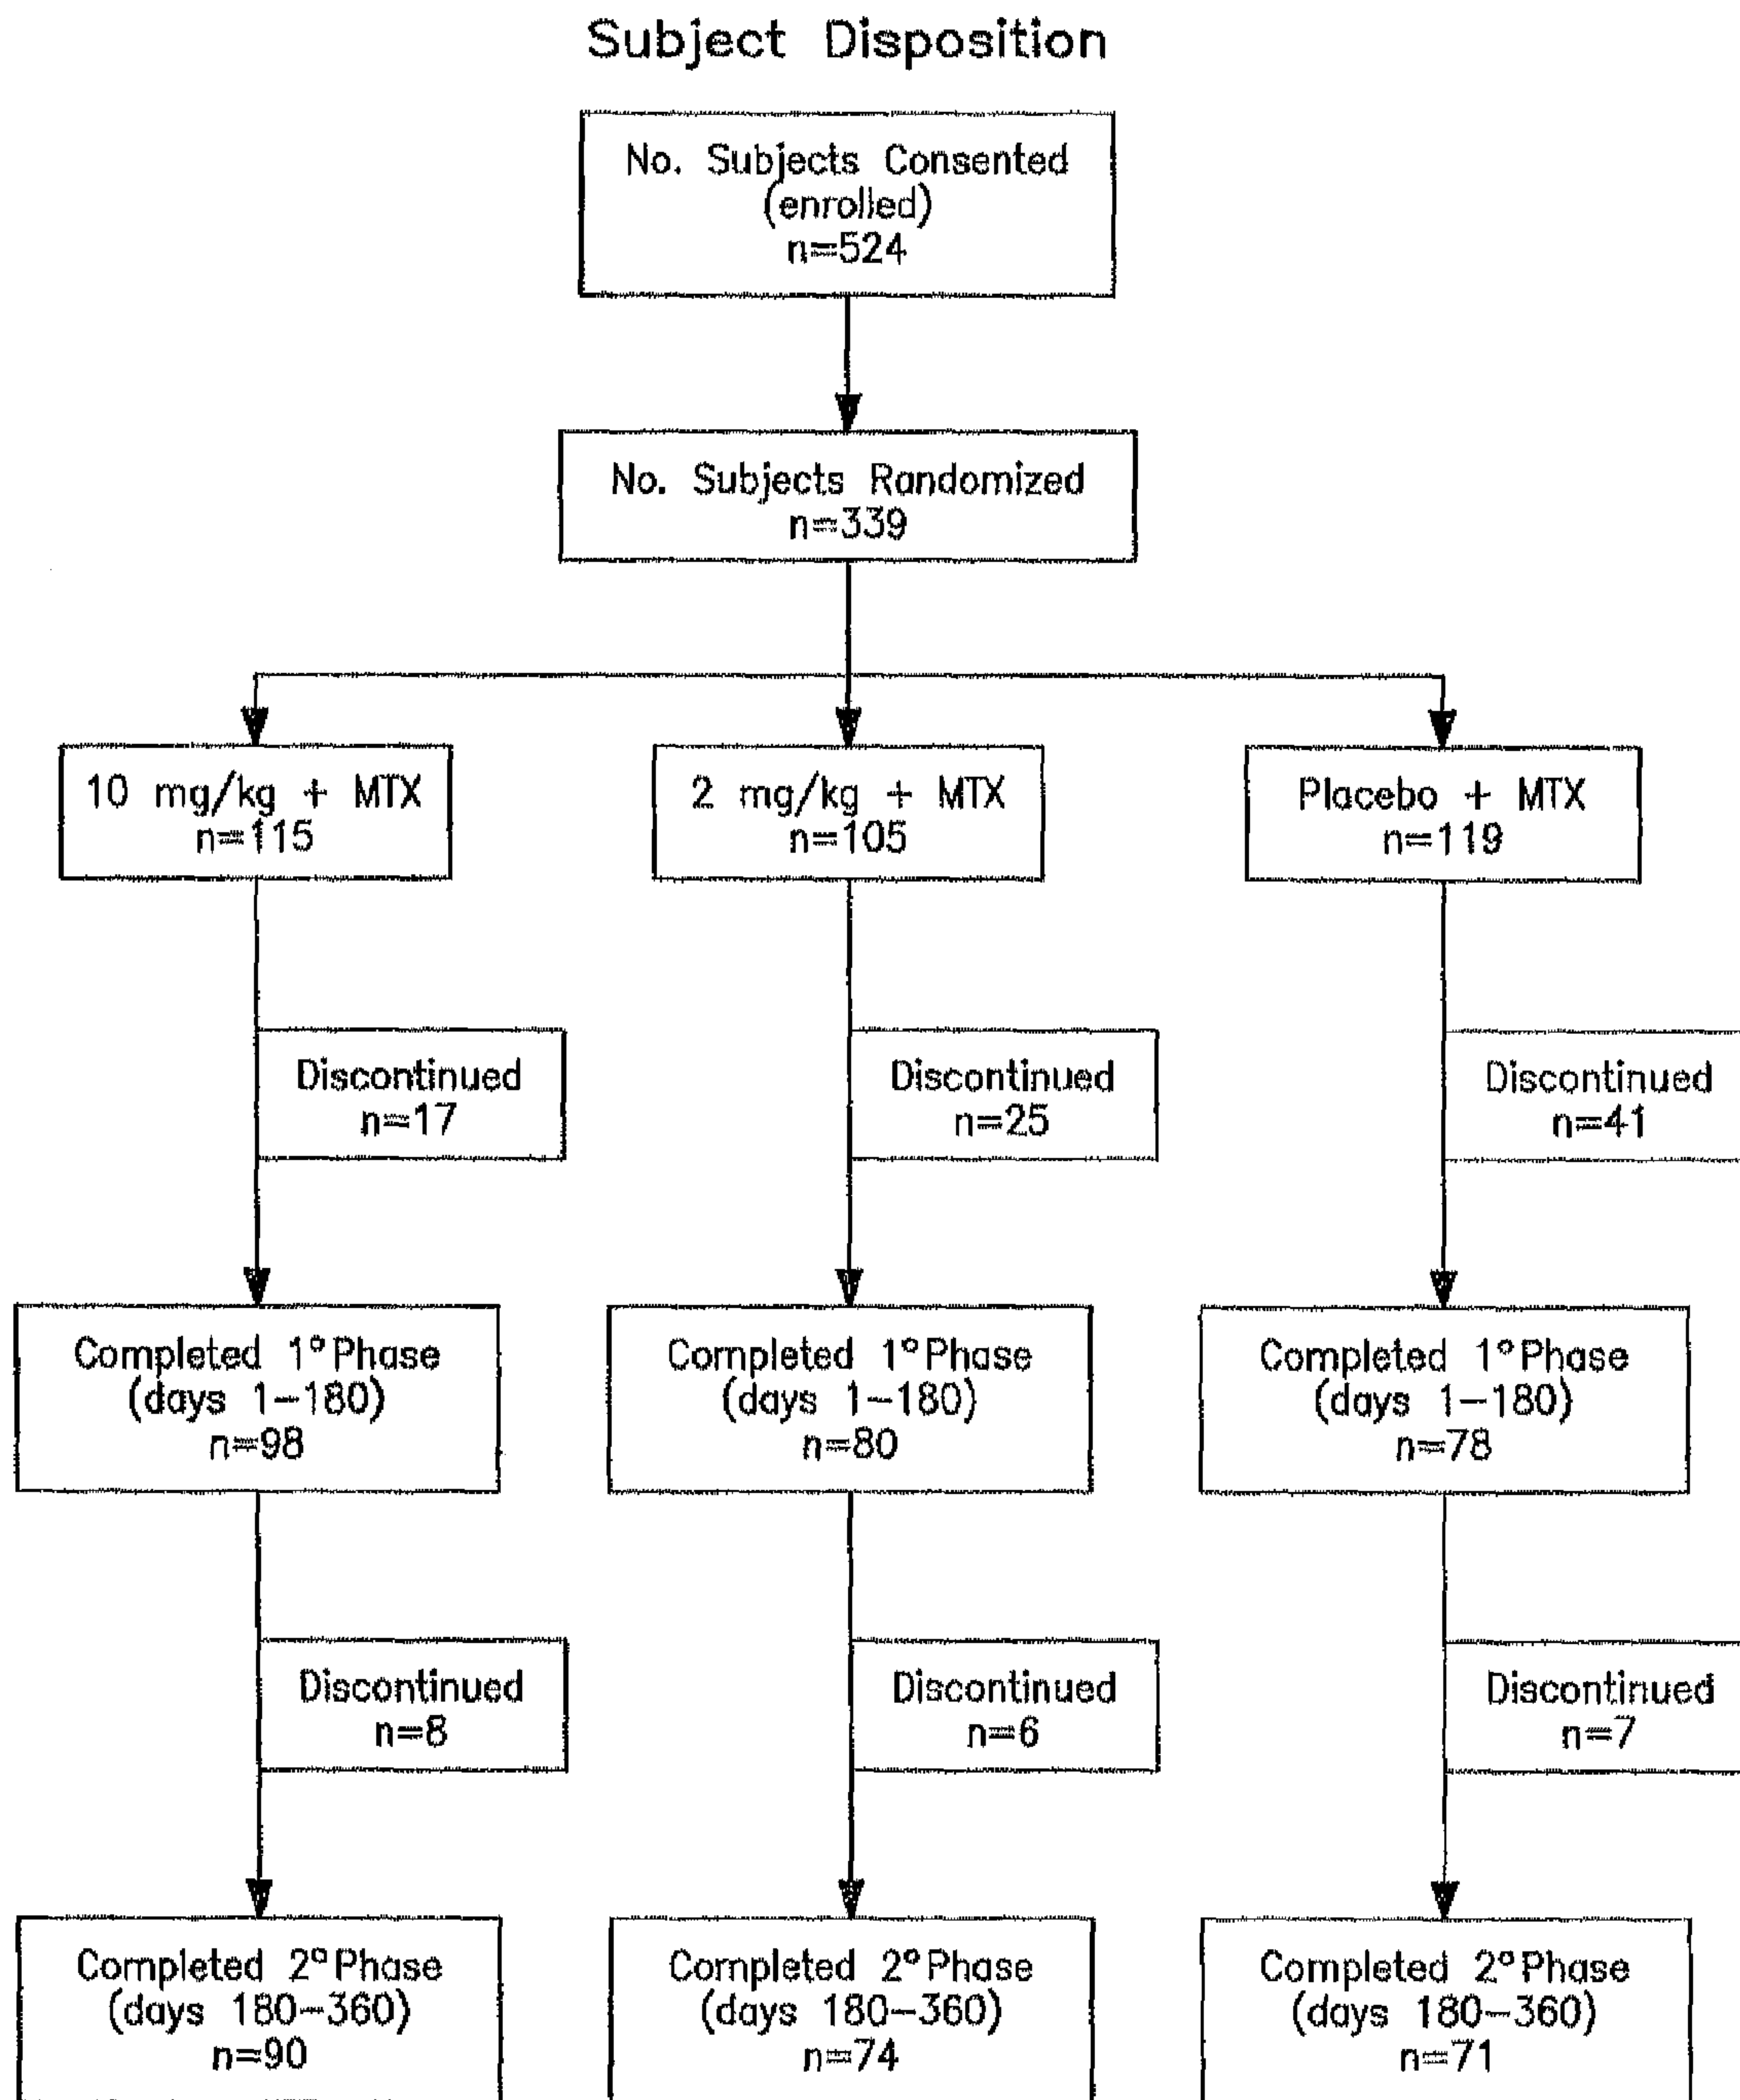 Subject Disposition
No. Subjects Consented
(enrolled)
n=524
No. Subjects Randomized
n=339
10 mg/kg + MTX
n=115
2 mg/kg + MTX
n=105
Placebo + MTX
n=119
Discontinued
n=17
Discontinued
n=25
Discontinued
n=41
Completed 1° Phase
(days 1-180)
n=98
Completed 1° Phase
(days 1-180)
n=80
Completed 1° Phase
(days 1-180)
n=78
Discontinued
n=8
Discontinued
n=6
Discontinued
n=7
Completed 2° Phase
(days 180-360)
n=90
Completed 2° Phase
(days 180-360)
n=74
Completed 2° Phase
(days 180-360)
n=71